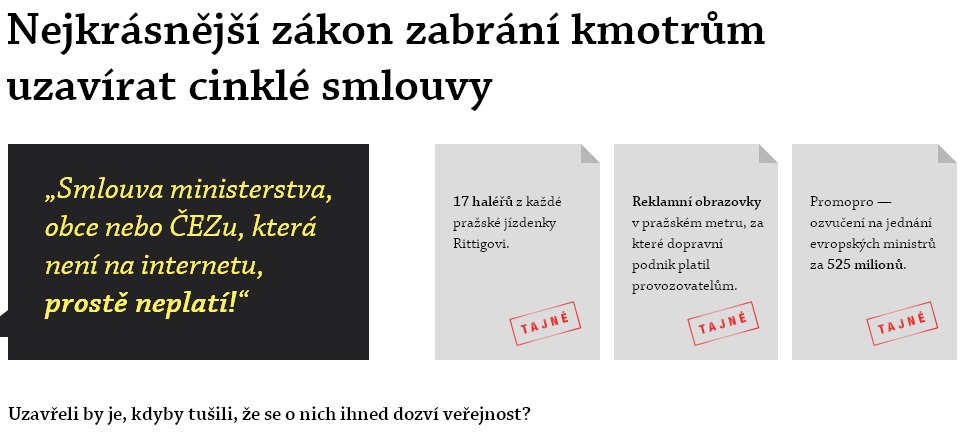 Nejkrásnější zákon zabrání kmotrům
uzavírat cinklé smlouvy
„Smlouva ministerstva,
obce nebo ČEZu, která
není na internetu,
prostě neplatí!“
17 haléřů z každé
pražské jízdenky
Rittigovi.
TAJNÉ
Reklamní obrazovky
v pražském metru, za
které dopravní
podnik platil
provozovatelům.
TAJNÉ
Promopro —
ozvučení na jednání
evropských ministrů
za 525 milionů.
TAJNÉ
Uzavřeli by je, kdyby tušili, že se o nich ihned dozví veřejnost?